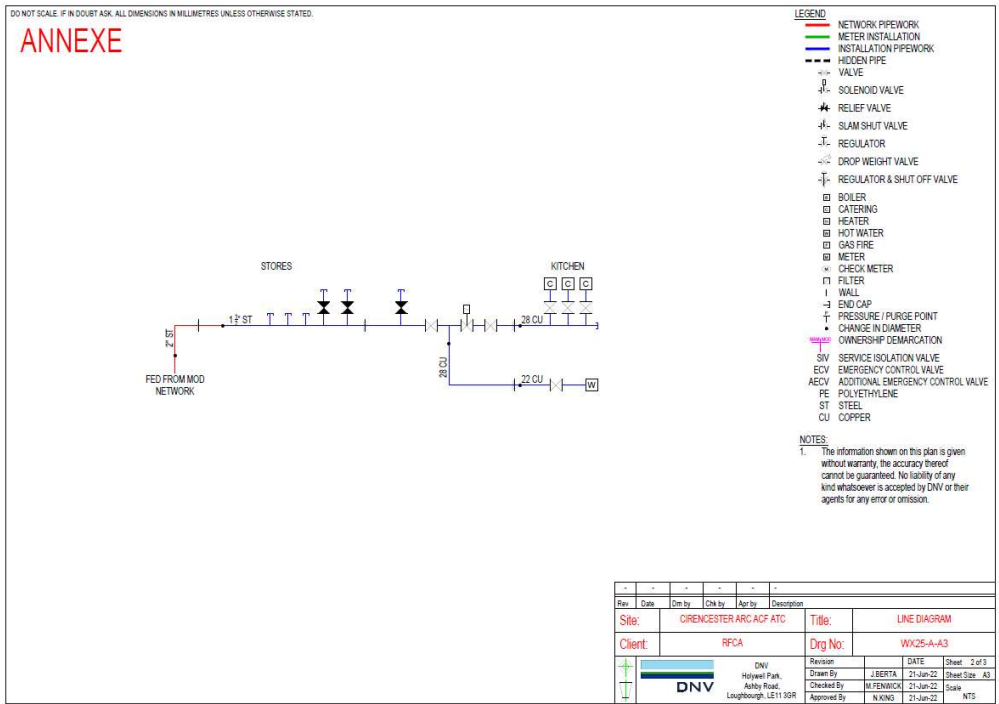 DO NOT SCALE. IF IN DOUBT ASK. ALL DIMENSIONS IN MILLIMETRES UNLESS OTHERWISE STATED.
ANNEXE
LEGEND
NETWORK PIPEWORK
METER INSTALLATION
INSTALLATION PIPEWORK
HIDDEN PIPE
VALVE
SOLENOID VALVE
RELIEF VALVE
SLAM SHUT VALVE
REGULATOR
DROP WEIGHT VALVE
REGULATOR & SHUT OFF VALVE
BOILER
CATERING
HEATER
HOT WATER
GAS FIRE
METER
CHECK METER
FILTER
WALL
END CAP
PRESSURE / PURGE POINT
CHANGE IN DIAMETER
OWNERSHIP DEMARCATION
SIV SERVICE ISOLATION VALVE
ECV EMERGENCY CONTROL VALVE
AECV ADDITIONAL EMERGENCY CONTROL VALVE
PE POLYETHYLENE
ST STEEL
CU COPPER
NOTES:
1. The information shown on this plan is given
without warranty, the accuracy thereof
cannot be guaranteed. No liability of any
kind whatsoever is accepted by DNV or their
agents for any error or omission.
STORES
KITCHEN
C C C
ST
28 CU
2" ST
28 CU
22 CU
W
FED FROM MOD
NETWORK
- - - - - -
Rev Date Drn by Chk by Apr by Description
Site: CIRENCESTER ARC ACF ATC Title: LINE DIAGRAM
Client: RFCA Drg No: WX25-A-A3
DNV
DNV
Holywell Park,
Ashby Road,
Loughbourgh, LE11 3GR
Revision DATE Sheet 2 of 3
Drawn By J.BERTA 21-Jun-22 Sheet Size A3
Checked By M.FENWICK 21-Jun-22 Scale
Approved By N.KING 21-Jun-22 NTS